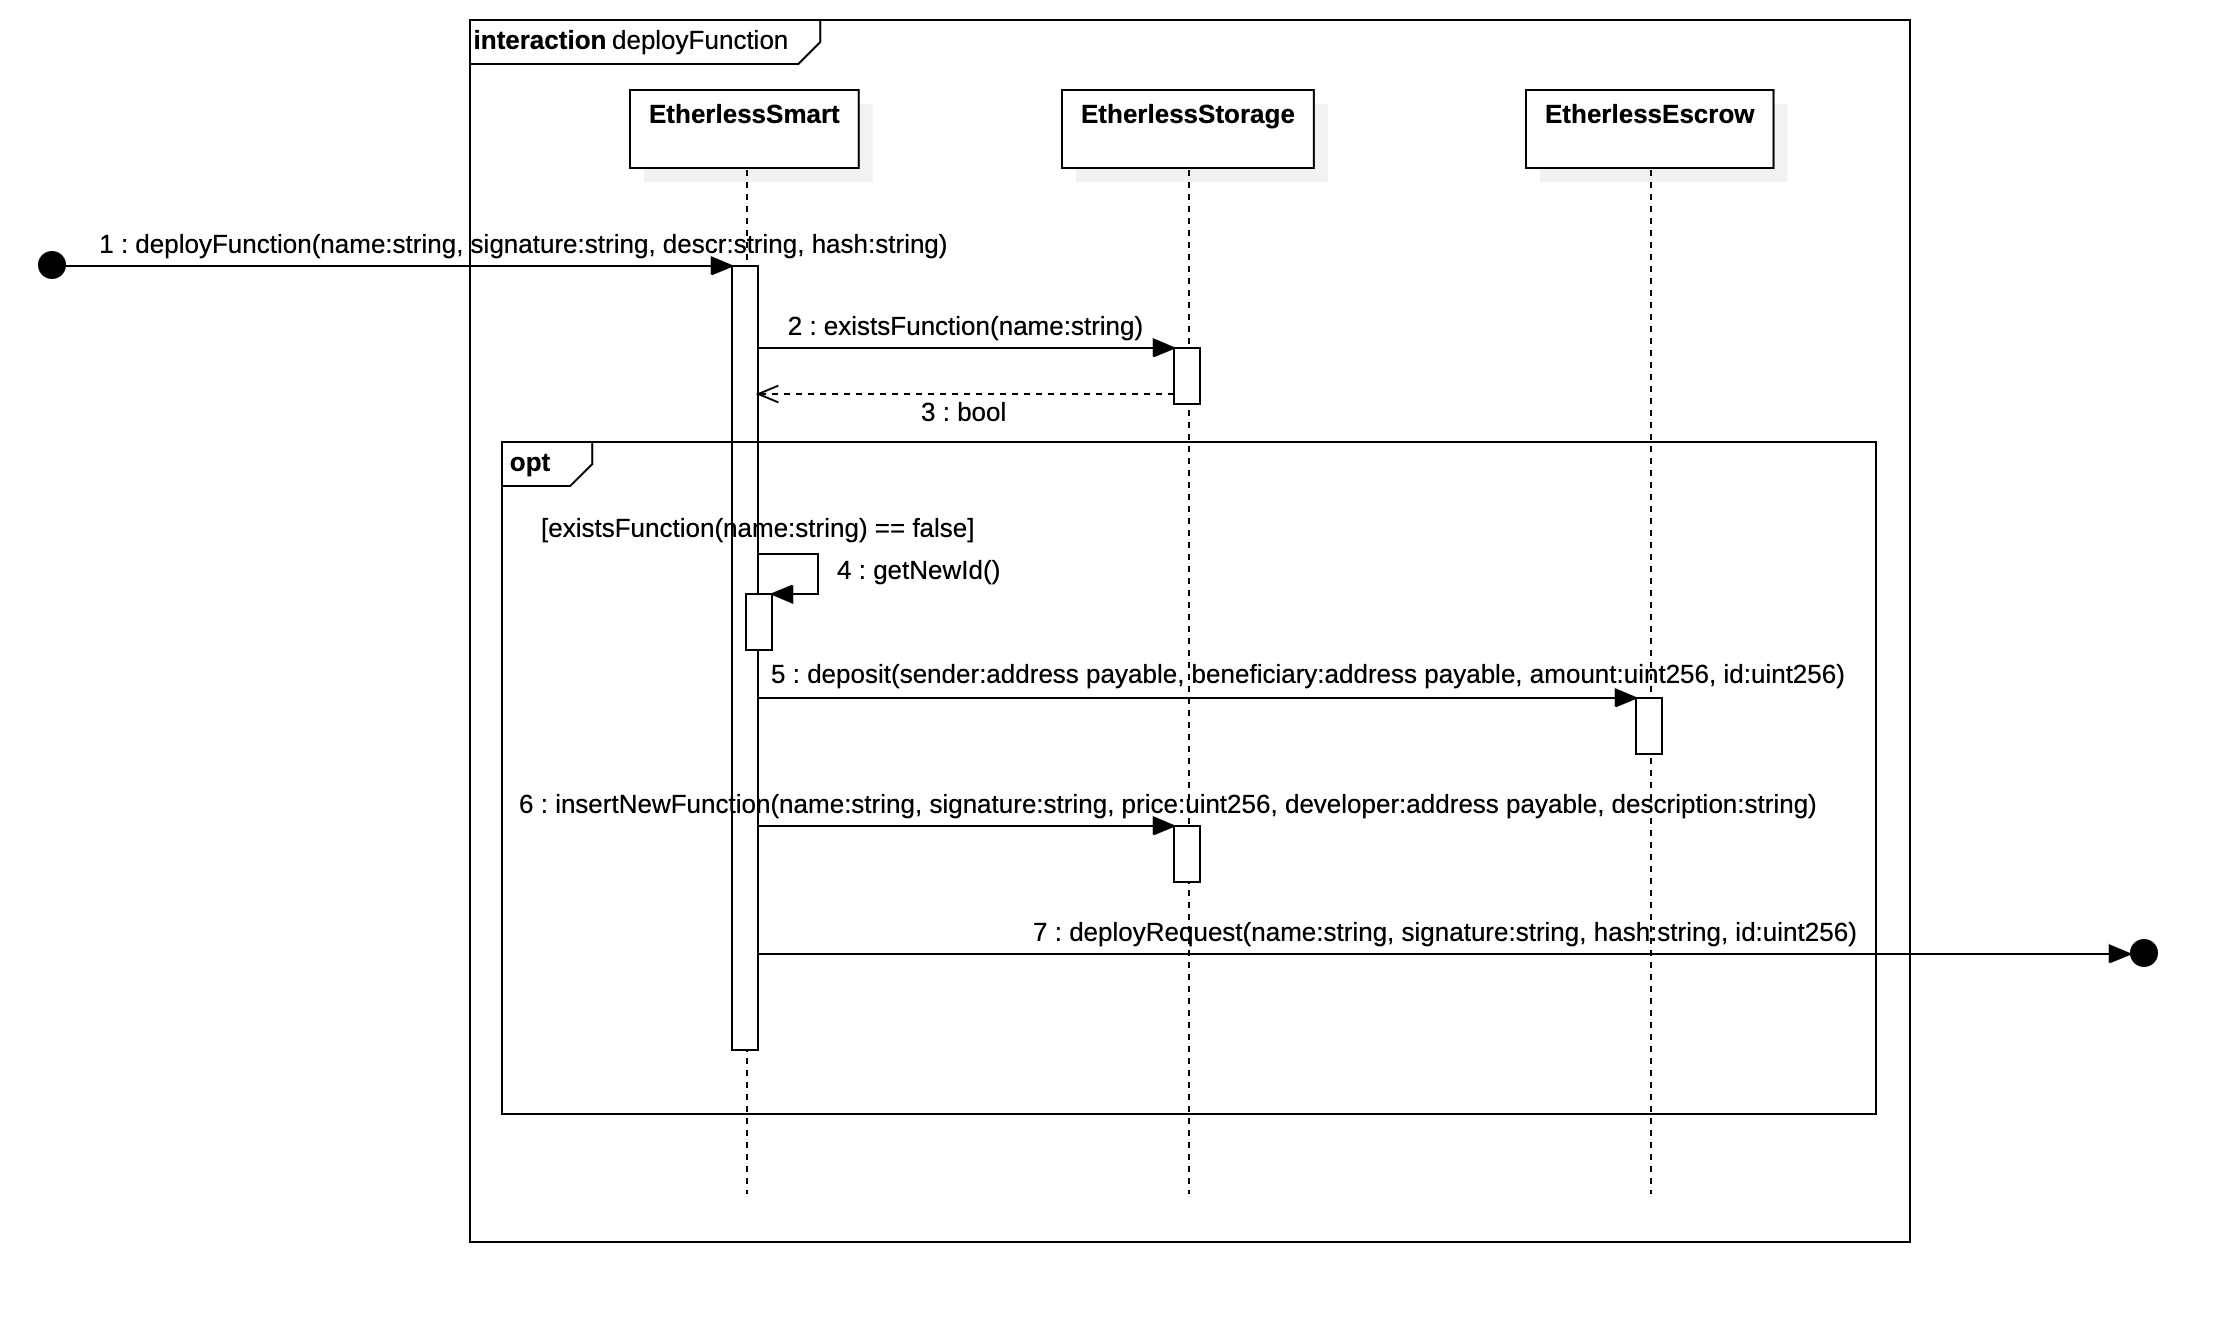 interaction deployFunction
EtherlessSmart
EtherlessStorage
EtherlessEscrow
1 : deployFunction(name:string, signature:string, descr:string, hash:string)
2 : existsFunction(name:string)
3 : bool
opt
[existsFunction(name:string) == false]
4 : getNewId()
5 : deposit(sender:address payable, beneficiary:address payable, amount:uint256, id:uint256)
6 : insertNewFunction(name:string, signature:string, price:uint256, developer:address payable, description:string)
7 : deployRequest(name:string, signature:string, hash:string, id:uint256)